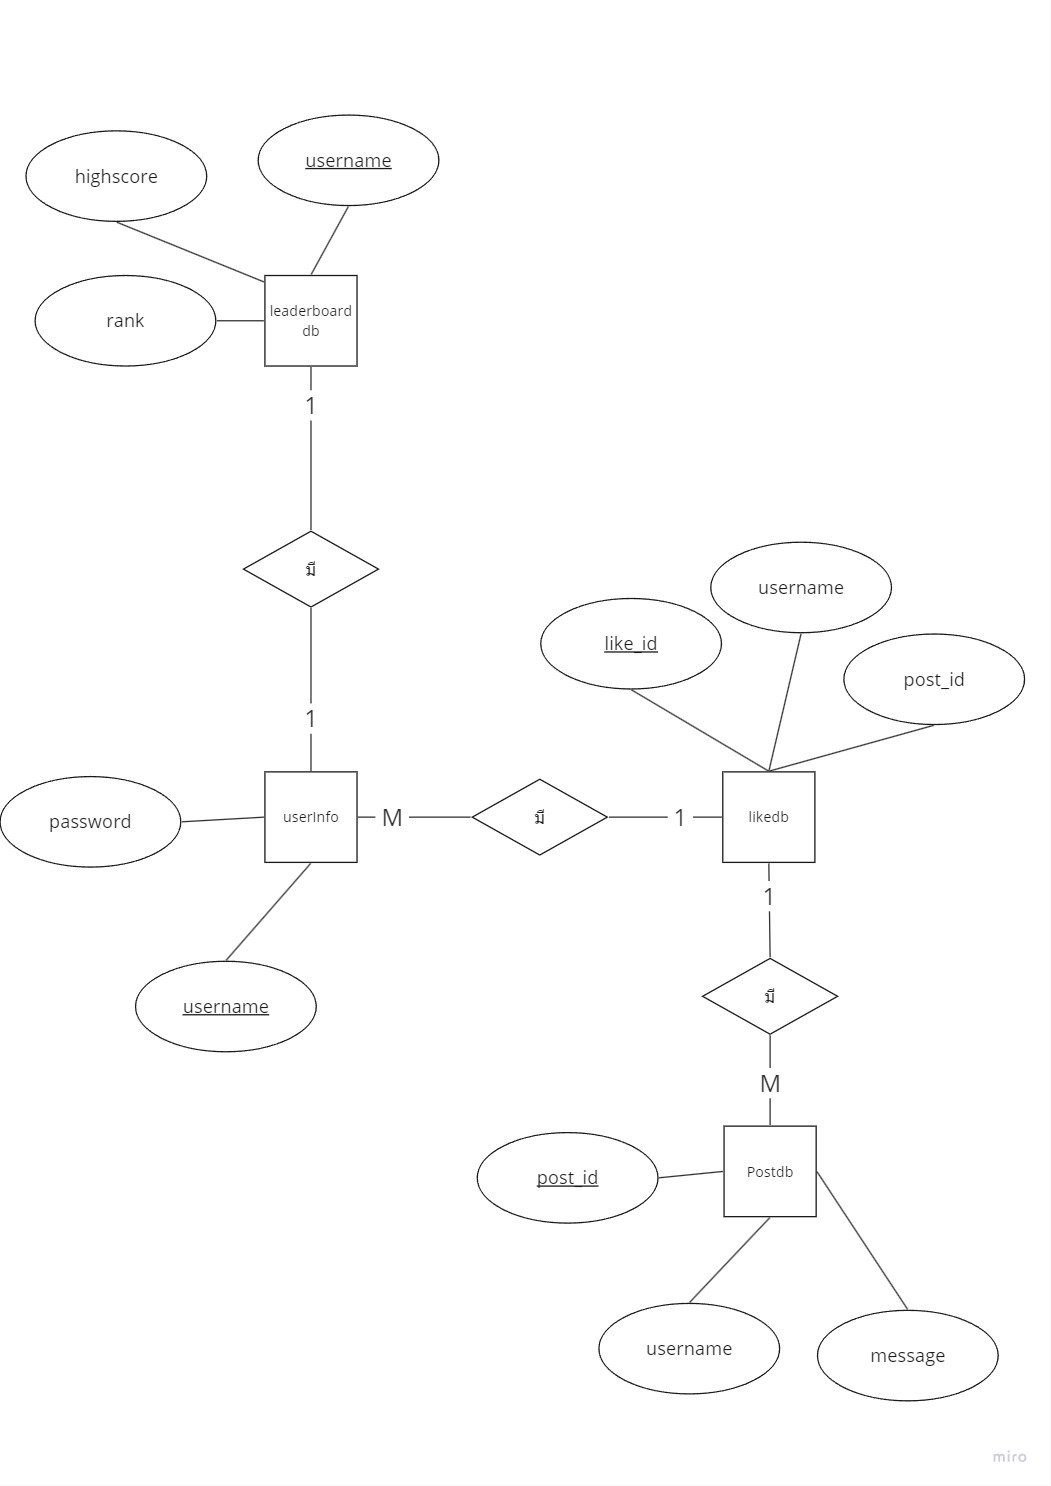 username
highscore
rank
leaderboard
db
1
มี
1
username
like_id
post_id
password
userInfo
M
มี
1
likedb
1
มี
M
username
post_id
Postdb
username
message
miro